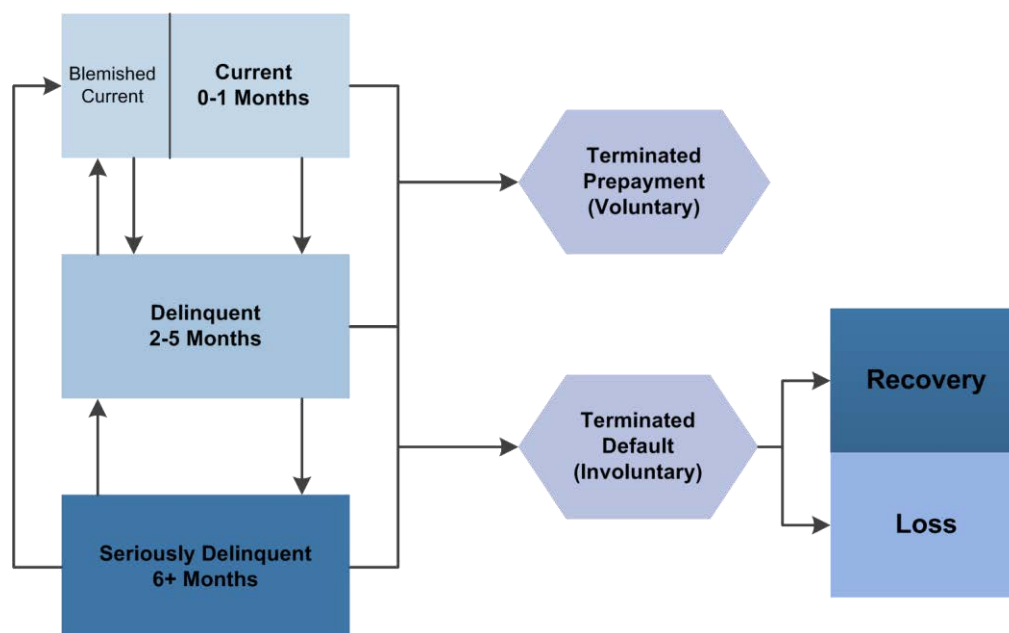 Blemished
Current
Current
0-1 Months
Terminated
Prepayment
(Voluntary)
Delinquent
2-5 Months
Recovery
Terminated
Default
(Involuntary)
Loss
Seriously Delinquent
6+ Months